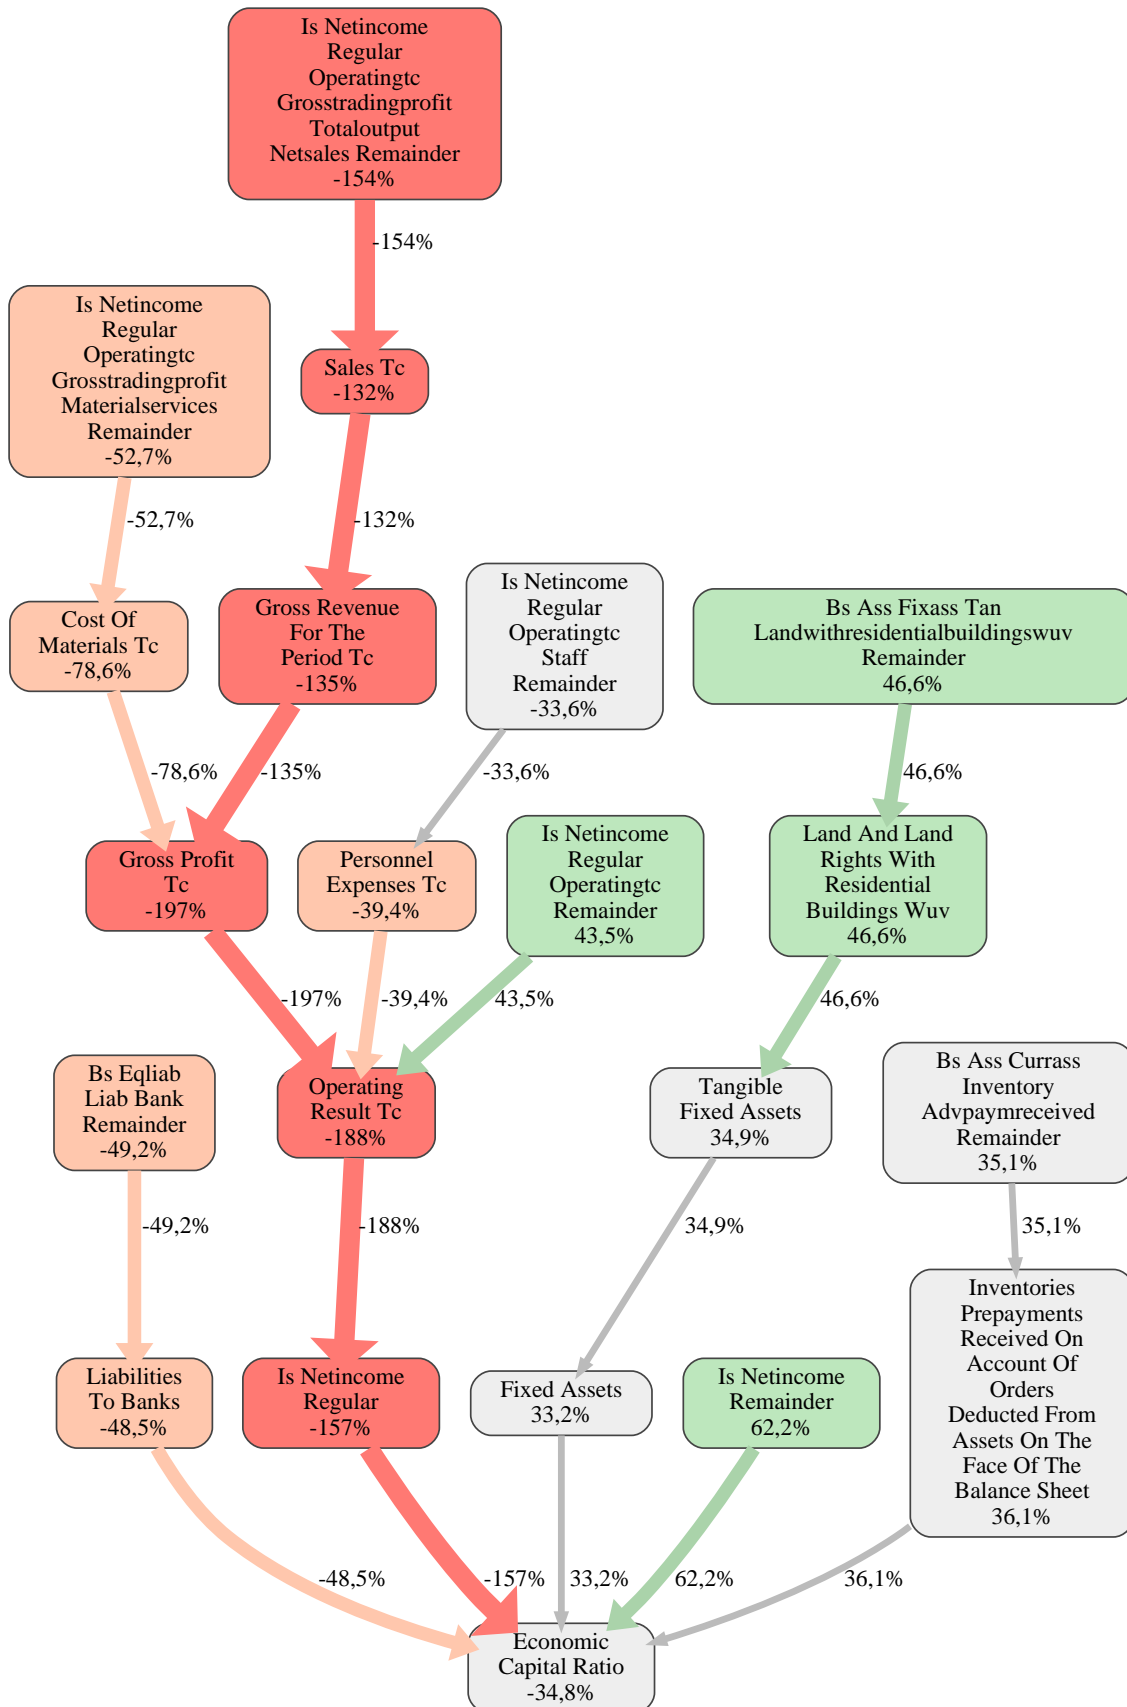 Is Netincome
Regular
Operatingtc
Grosstradingprofit
Totaloutput
Netsales Remainder
-154%
-154%
Is Netincome
Regular
Operatingtc
Grosstradingprofit
Materialservices
Remainder
-52,7%
Sales Tc
-132%
-52,7%
-132%
Cost Of
Materials Tc
-78,6%
Gross Revenue
For The
Period Tc
-135%
Is Netincome
Regular
Operatingtc
Staff
Remainder
-33,6%
Bs Ass Fixass Tan
Landwithresidentialbuildingswuv
Remainder
46,6%
-78,6%
-135%
-33,6%
46,6%
Gross Profit
Tc
-197%
Personnel
Expenses Tc
-39,4%
Is Netincome
Regular
Operatingtc
Remainder
43,5%
Land And Land
Rights With
Residential
Buildings Wuv
46,6%
-197%
-39,4%
43,5%
46,6%
Bs Eqliab
Liab Bank
Remainder
-49,2%
Operating
Result Tc
-188%
Tangible
Fixed Assets
34,9%
Bs Ass Currass
Inventory
Advpaymreceived
Remainder
35,1%
-49,2%
-188%
34,9%
35,1%
Liabilities
To Banks
-48,5%
Is Netincome
Regular
-157%
Fixed Assets
33,2%
Is Netincome
Remainder
62,2%
Inventories
Prepayments
Received On
Account Of
Orders
Deducted From
Assets On The
Face Of The
Balance Sheet
36,1%
-48,5%
-157%
33,2%
62,2%
36,1%
Economic
Capital Ratio
-34,8%